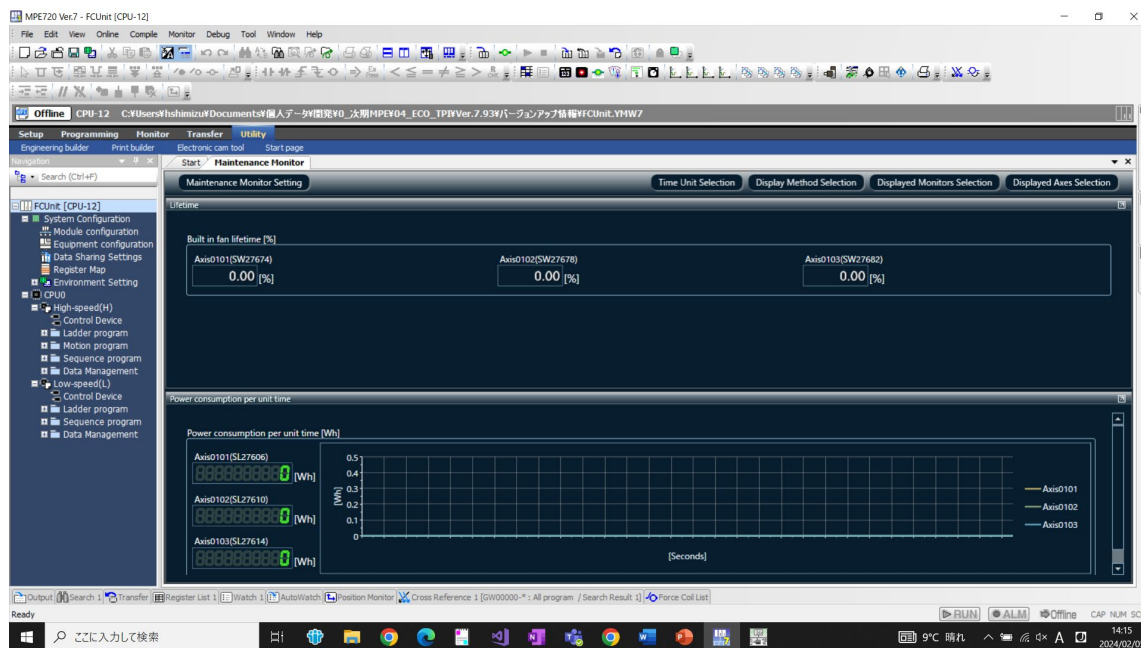 MPE720 Ver.7 - FCUnit [CPU-12]
File Edit View Online Compile Monitor Debug Tool Window Help
Offline CPU-12 C:¥Users¥hshimizu¥Documents¥個人データ¥開発¥0_次期MPE¥04_ECO_TPI¥Ver.7.93¥バージョンアップ情報¥FCUnit.YMW7
Setup Programming Monitor Transfer Utility
Engineering builder Print builder Electronic cam tool Start page
Navigation
Search (Ctrl+F)
FCUnit [CPU-12]
System Configuration
Module configuration
Equipment configuration
Data Sharing Settings
Register Map
Environment Setting
CPU0
High-speed(H)
Control Device
Ladder program
Motion program
Sequence program
Data Management
Low-speed(L)
Control Device
Ladder program
Sequence program
Data Management
Start Maintenance Monitor
Maintenance Monitor Setting Time Unit Selection Display Method Selection Displayed Monitors Selection Displayed Axes Selection
Lifetime
Built in fan lifetime [%]
Axis0101(SW27674) Axis0102(SW27678) Axis0103(SW27682)
0.00 [%] 0.00 [%] 0.00 [%]
Power consumption per unit time
Power consumption per unit time [Wh]
Axis0101(SL27606)
0 [Wh]
Axis0102(SL27610)
0 [Wh]
Axis0103(SL27614)
0 [Wh]
[Wh]
0.5
0.4
0.3
0.2
0.1
0
[Seconds]
Axis0101
Axis0102
Axis0103
Output Search 1 Transfer Register List 1 Watch 1 AutoWatch Position Monitor Cross Reference 1 [GW00000-* : All program / Search Result 1] Force Coil List
Ready RUN ALM Offline CAP NUM SC
ここに入力して検索 9°C 晴れ A 14:15
2024/02/0